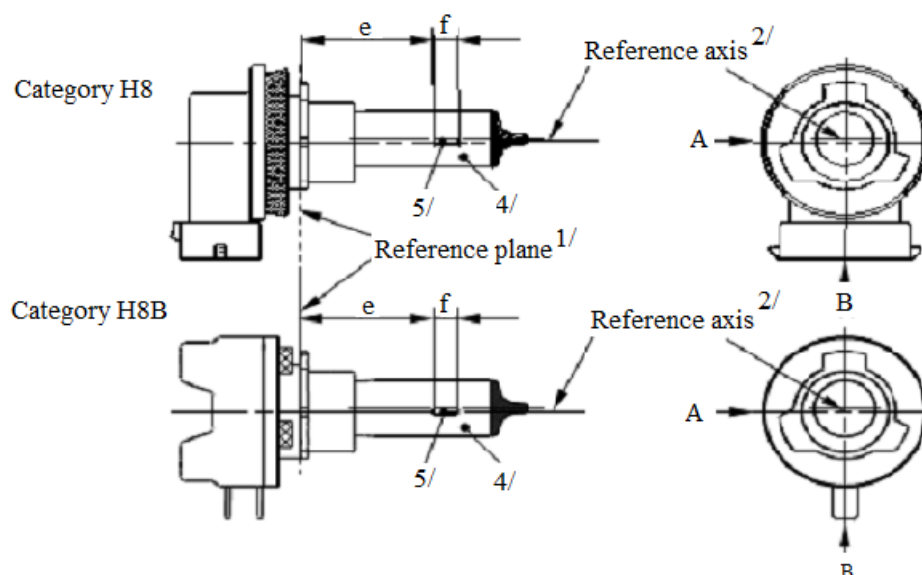 e f
Reference axis 2/
Category H8
A
5/ 4/
Reference plane 1/
B
Category H8B
e f
Reference axis 2/
A
5/ 4/
B